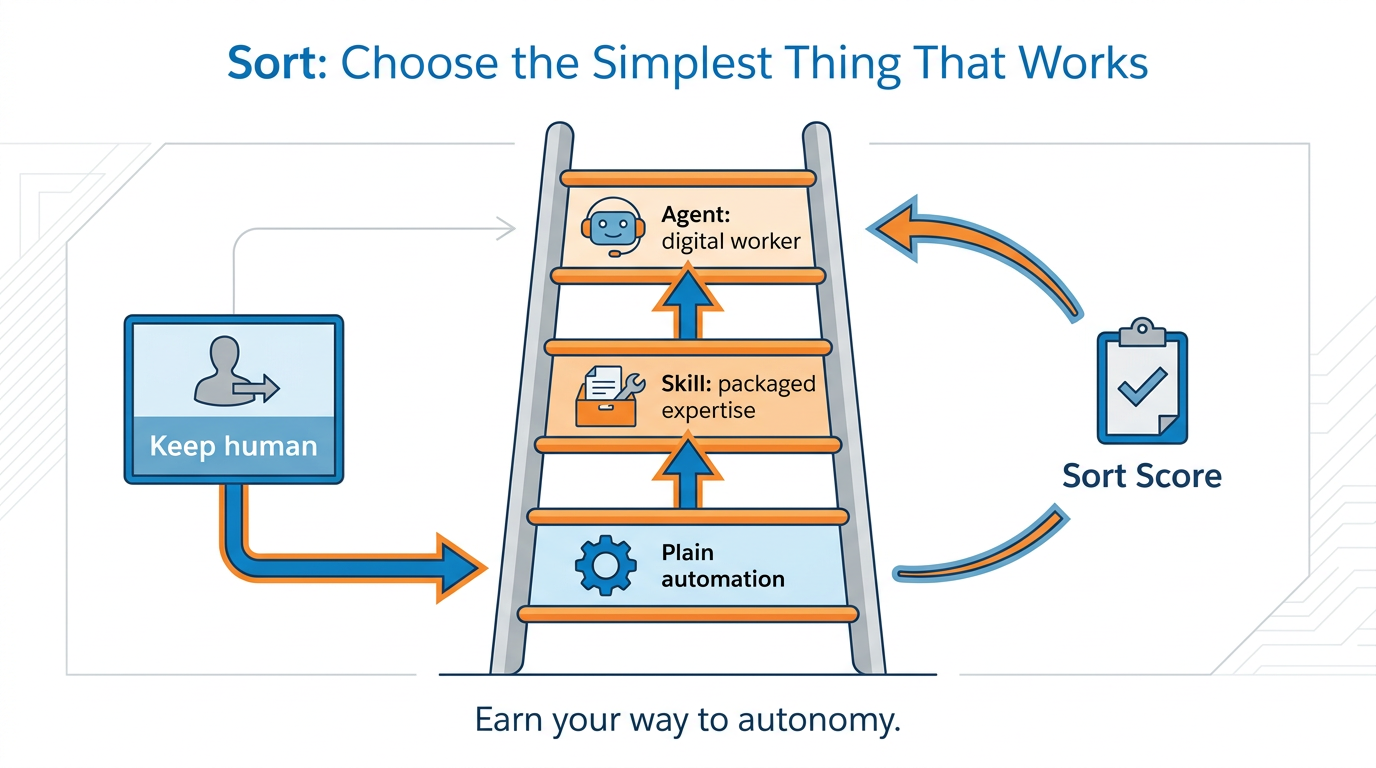 Sort: Choose the Simplest Thing That Works
Agent:
digital worker
Skill: packaged
expertise
Keep human
Sort Score
Plain
automation
Earn your way to autonomy.